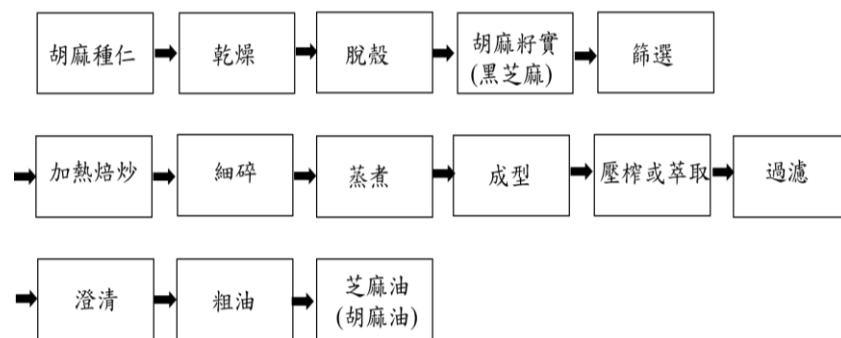 胡麻種仁
乾燥
脫殼
胡麻籽實
(黑芝麻)
篩選
加熱焙炒
細碎
蒸煮
成型
壓榨或萃取
過濾
澄清
粗油
芝麻油
(胡麻油)